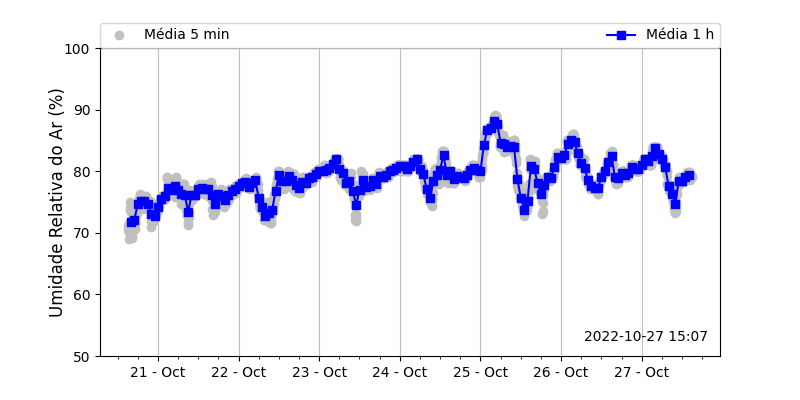 Média 5 min
Média 1 h
Umidade Relativa do Ar (%)
100
90
80
70
60
50
2022-10-27 15:07
21 - Oct
22 - Oct
23 - Oct
24 - Oct
25 - Oct
26 - Oct
27 - Oct